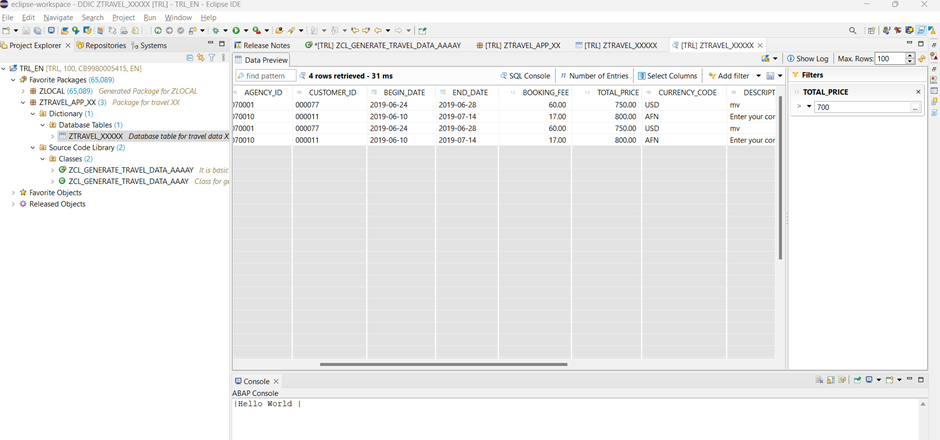 eclipse-workspace - DDIC ZTRAVEL_XXXXX [TRL] - TRL_EN - Eclipse IDE
File Edit Navigate Search Project Run Window Help
Project Explorer Repositories Systems
TRL_EN [TRL, 100, CB9980005415, EN]
Favorite Packages (65,089)
ZLOCAL (65,089) Generated Package for ZLOCAL
ZTRAVEL_APP_XX (3) Package for travel XX
Dictionary (1)
Database Tables (1)
ZTRAVEL_XXXXX Database table for travel data X
Source Code Library (2)
Classes (2)
ZCL_GENERATE_TRAVEL_DATA_AAAAY It is basic
ZCL_GENERATE_TRAVEL_DATA_AAAY Class for ge
Favorite Objects
Released Objects
Release Notes *[TRL] ZCL_GENERATE_TRAVEL_DATA_AAAAY [TRL] ZTRAVEL_APP_XX [TRL] ZTRAVEL_XXXXX [TRL] ZTRAVEL_XXXXX
Data Preview Show Log Max. Rows: 100
find pattern 4 rows retrieved - 31 ms SQL Console Number of Entries Select Columns Add filter
AGENCY_ID CUSTOMER_ID BEGIN_DATE END_DATE BOOKING_FEE TOTAL_PRICE CURRENCY_CODE DESCRIPT
070001 000077 2019-06-24 2019-06-28 60.00 750.00 USD mv
070010 000011 2019-06-10 2019-07-14 17.00 800.00 AFN Enter your cor
070001 000077 2019-06-24 2019-06-28 60.00 750.00 USD mv
070010 000011 2019-06-10 2019-07-14 17.00 800.00 AFN Enter your cor
Filters
TOTAL_PRICE
700 ...
Console
ABAP Console
|Hello World |